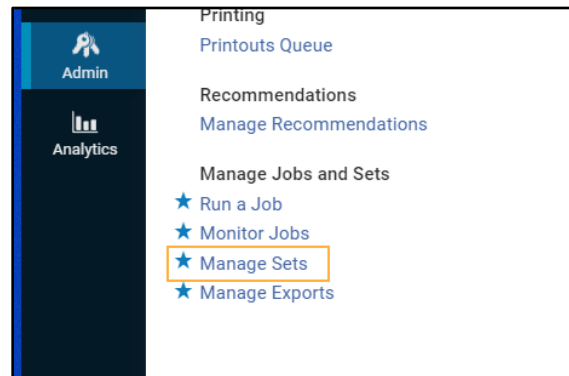 Admin
Analytics
Printing
Printouts Queue
Recommendations
Manage Recommendations
Manage Jobs and Sets
Run a Job
Monitor Jobs
Manage Sets
Manage Exports